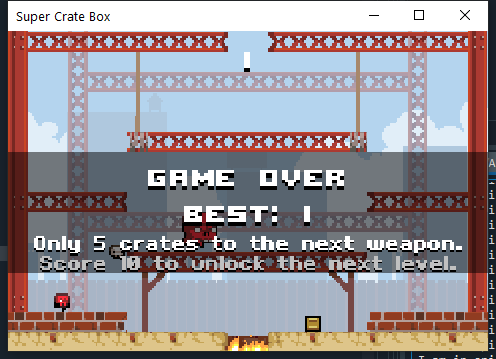 Super Crate Box
1
GAME OVER
BEST: 1
Only 5 crates to the next weapon.
Score 10 to unlock the next level.